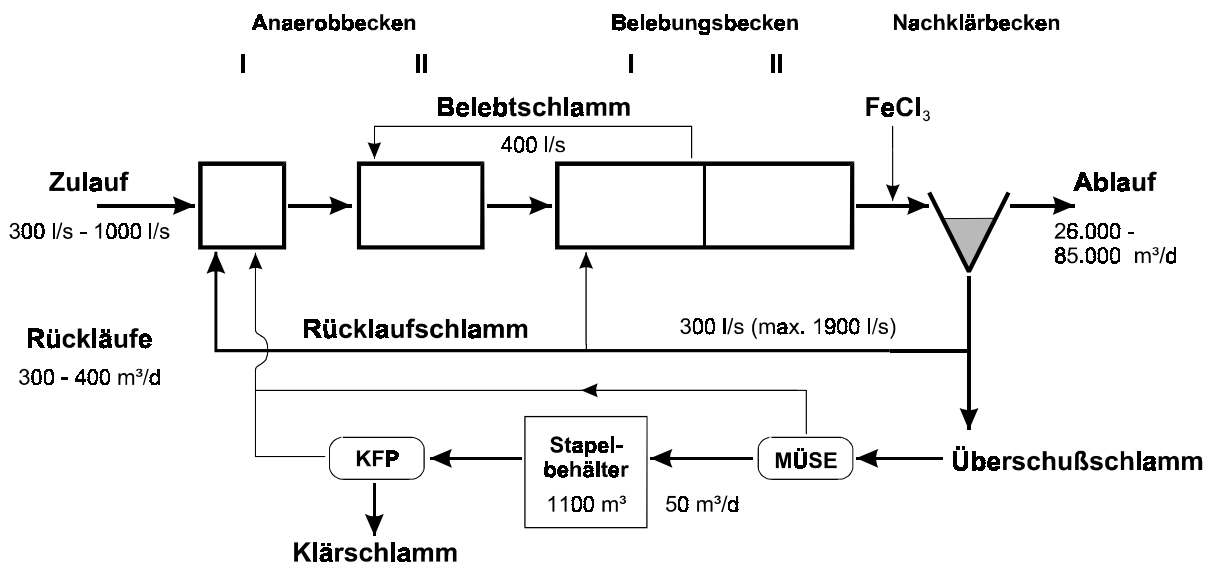 Anaerobbecken
Belebungsbecken
Nachklärbecken
I
II
I
II
Belebtschlamm
400 l/s
FeCl₃
Zulauf
300 l/s - 1000 l/s
Ablauf
26.000 -
85.000 m³/d
Rückläufe
300 - 400 m³/d
Rücklaufschlamm
300 l/s (max. 1900 l/s)
KFP
Stapel-
behälter
1100 m³
50 m³/d
MÜSE
Überschußschlamm
Klärschlamm